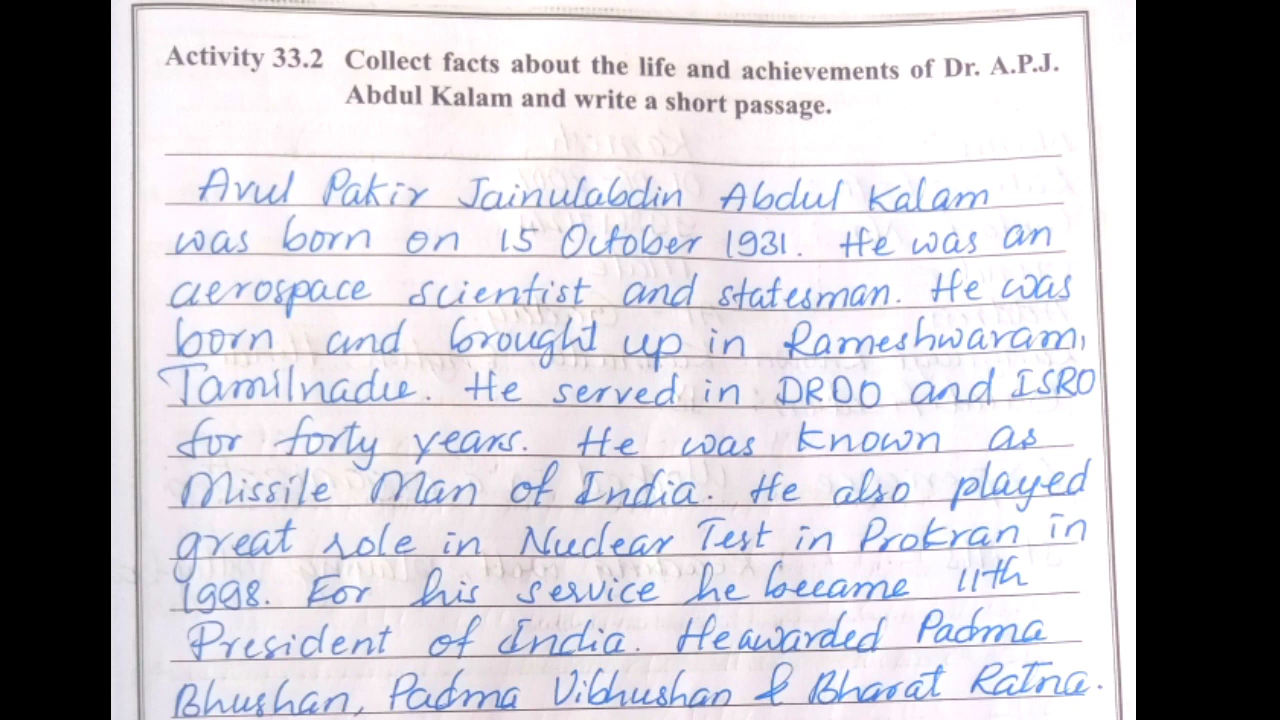 Activity 33.2 Collect facts about the life and achievements of Dr. A.P.J.
Abdul Kalam and write a short passage.
Avul Pakir Jainulabdin Abdul Kalam
was born on 15 October 1931. He was an
aerospace scientist and statesman. He was
born and brought up in Rameshwaram,
Tamilnadu. He served in DRDO and ISRO
for forty years. He was known as
Missile Man of India. He also played
great role in Nuclear Test in Prokran in
1998. For his service he became 11th
President of India. He awarded Padma
Bhushan, Padma Vibhushan & Bharat Ratna.